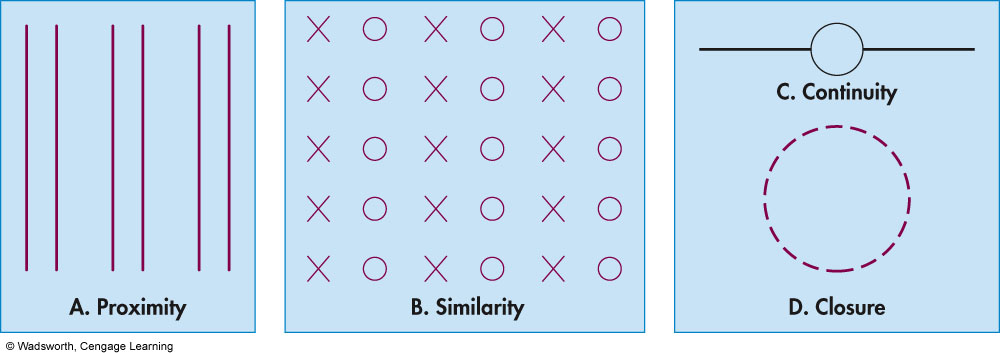 C. Continuity
A. Proximity
B. Similarity
D. Closure
© Wadsworth, Cengage Learning